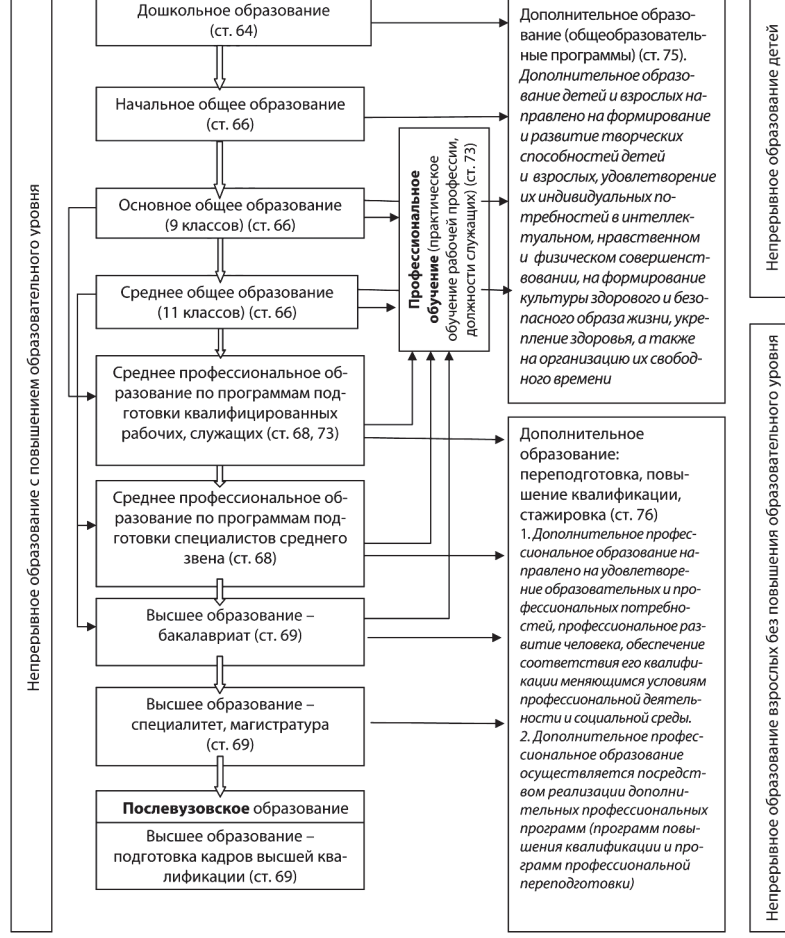 Непрерывное образование с повышением образовательного уровня
Дошкольное образование
(ст. 64)
Начальное общее образование
(ст. 66)
Основное общее образование
(9 классов) (ст. 66)
Среднее общее образование
(11 классов) (ст. 66)
Среднее профессиональное об-
разование по программам под-
готовки квалифицированных
рабочих, служащих (ст. 68, 73)
Среднее профессиональное об-
разование по программам под-
готовки специалистов среднего
звена (ст. 68)
Высшее образование –
бакалавриат (ст. 69)
Высшее образование –
специалитет, магистратура
(ст. 69)
Послевузовское образование
Высшее образование –
подготовка кадров высшей ква-
лификации (ст. 69)
Профессиональное
обучение (практическое
обучение рабочей профессии,
должности служащих) (ст. 73)
Дополнительное образо-
вание (общеобразователь-
ные программы) (ст. 75).
Дополнительное образо-
вание детей и взрослых на-
правлено на формирование
и развитие творческих
способностей детей
и взрослых, удовлетворение
их индивидуальных по-
требностей в интеллек-
туальном, нравственном
и физическом совершенст-
вовании, на формирование
культуры здорового и безо-
пасного образа жизни, укре-
пление здоровья, а также
на организацию их свобод-
ного времени
Дополнительное
образование:
переподготовка, повы-
шение квалификации,
стажировка (ст. 76)
1. Дополнительное профес-
сиональное образование на-
правлено на удовлетворе-
ние образовательных и про-
фессиональных потребно-
стей, профессиональное раз-
витие человека, обеспечение
соответствия его квалифи-
кации меняющимся условиям
профессиональной деятель-
ности и социальной среды.
2. Дополнительное профес-
сиональное образование
осуществляется посредст-
вом реализации дополни-
тельных профессиональных
программ (программ повы-
шения квалификации и про-
грамм профессиональной
переподготовки)
Непрерывное образование детей
Непрерывное образование взрослых без повышения образовательного уровня